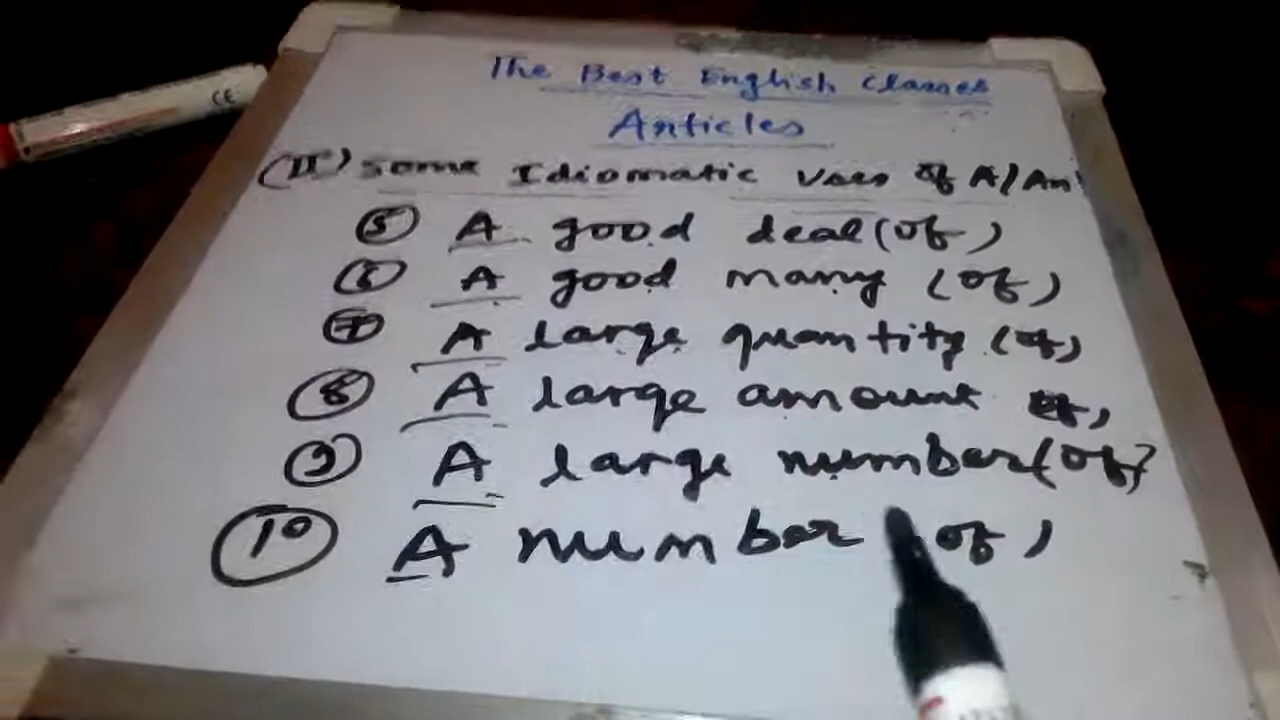 The Best English Classes
Articles
(II) Some Idiomatic Uses of A/An
(5) A good deal (of)
(6) A good many (of)
(7) A large quantity (of)
(8) A large amount of,
(9) A large number (of)
(10) A number of)
CE